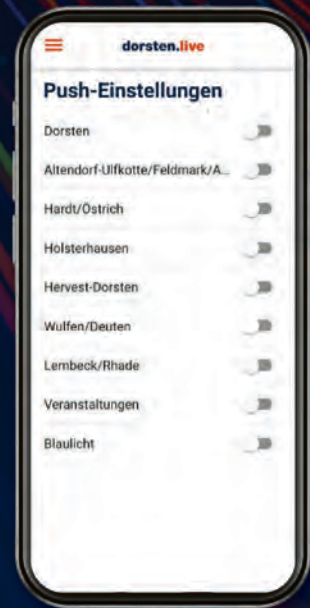 dorsten.live
Push-Einstellungen
Dorsten
Altendorf-Ulfkotte/Feldmark/A...
Hardt/Östrich
Holsterhausen
Hervest-Dorsten
Wulfen/Deuten
Lembeck/Rhade
Veranstaltungen
Blaulicht